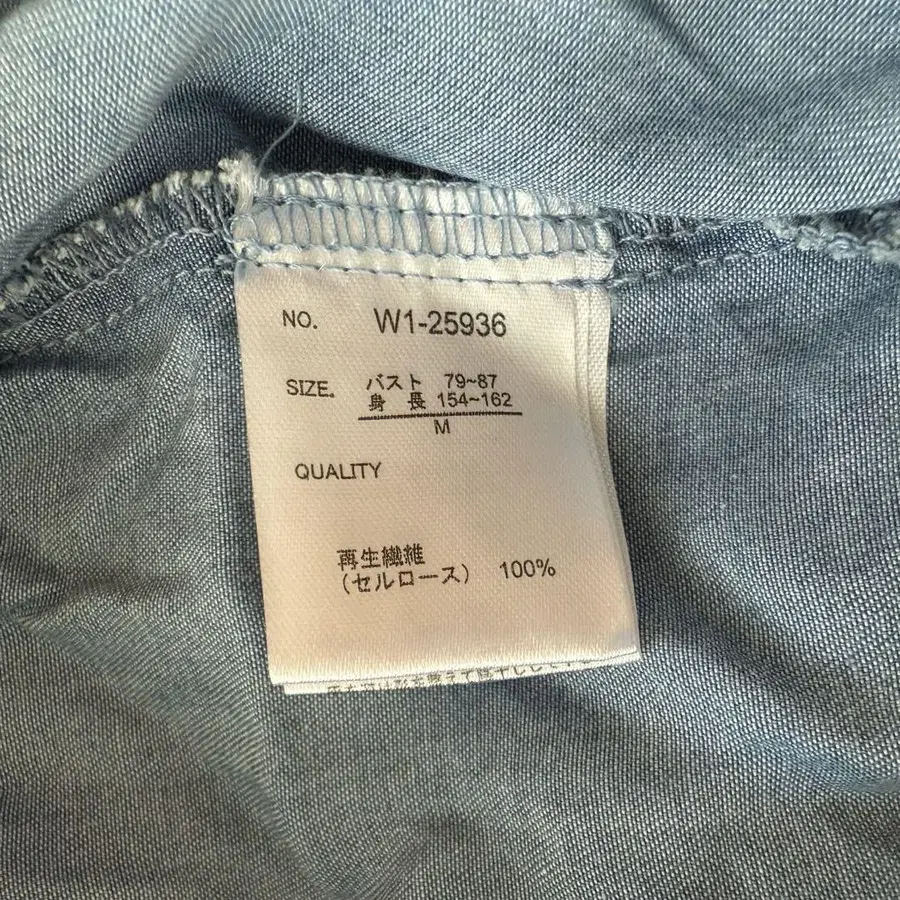 NO. W1-25936
SIZE. バスト 79~87
身長 154~162
M
QUALITY
再生繊維
(セルロース) 100%